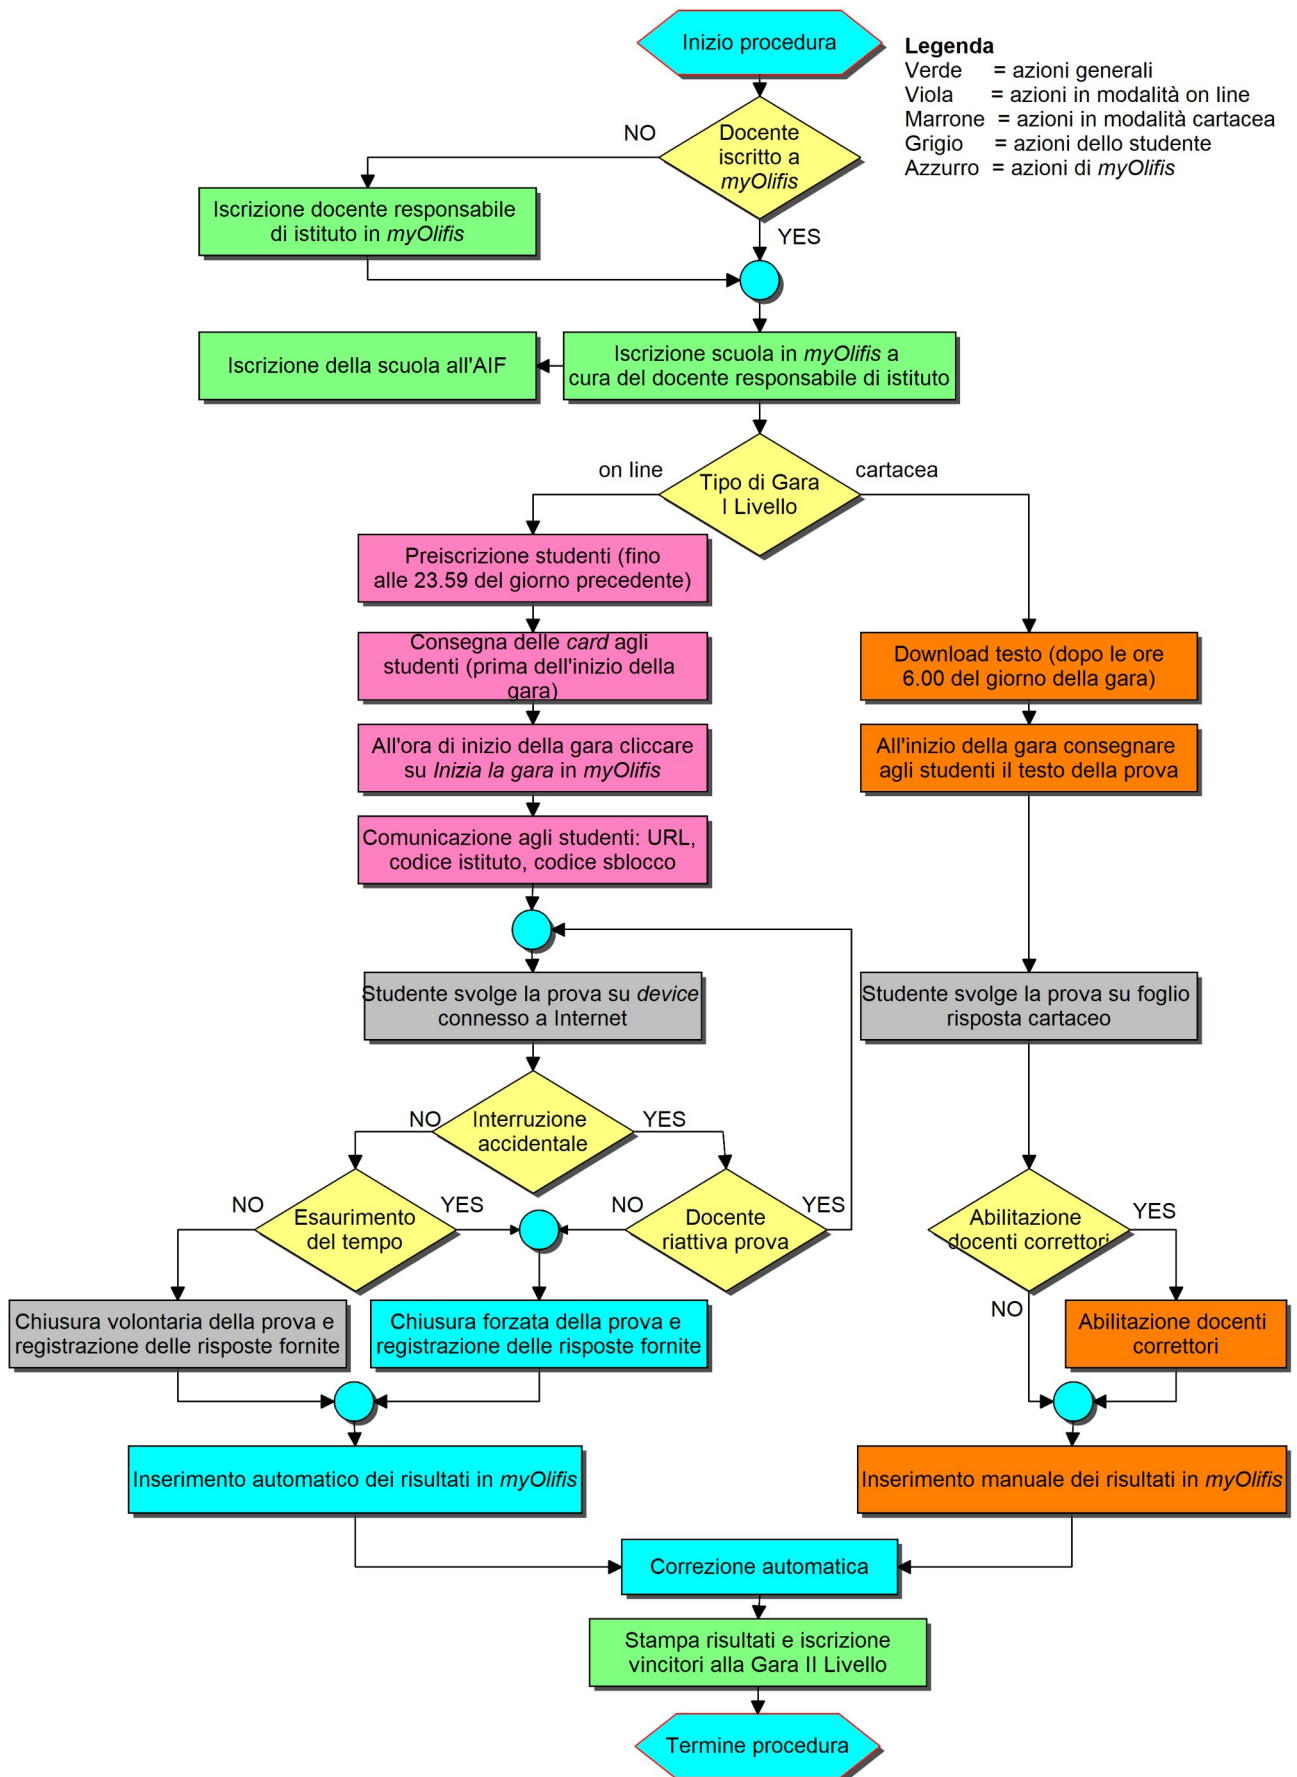 Inizio procedura
Legenda
Verde = azioni generali
Viola = azioni in modalità on line
Marrone = azioni in modalità cartacea
Grigio = azioni dello studente
Azzurro = azioni di myOlifis
NO
Docente
iscritto a
myOlifis
YES
Iscrizione docente responsabile
di istituto in myOlifis
Iscrizione della scuola all'AIF
Iscrizione scuola in myOlifis a
cura del docente responsabile di istituto
on line
Tipo di Gara
I Livello
cartacea
Preiscrizione studenti (fino
alle 23.59 del giorno precedente)
Consegna delle card agli
studenti (prima dell'inizio della
gara)
Download testo (dopo le ore
6.00 del giorno della gara)
All'ora di inizio della gara cliccare
su Inizia la gara in myOlifis
All'inizio della gara consegnare
agli studenti il testo della prova
Comunicazione agli studenti: URL,
codice istituto, codice sblocco
Studente svolge la prova su device
connesso a Internet
Studente svolge la prova su foglio
risposta cartaceo
NO
Interruzione
accidentale
YES
NO
Esaurimento
del tempo
YES
NO
Docente
riattiva prova
YES
Abilitazione
docenti correttori
YES
NO
Chiusura volontaria della prova e
registrazione delle risposte fornite
Chiusura forzata della prova e
registrazione delle risposte fornite
Abilitazione docenti
correttori
Inserimento automatico dei risultati in myOlifis
Inserimento manuale dei risultati in myOlifis
Correzione automatica
Stampa risultati e iscrizione
vincitori alla Gara II Livello
Termine procedura